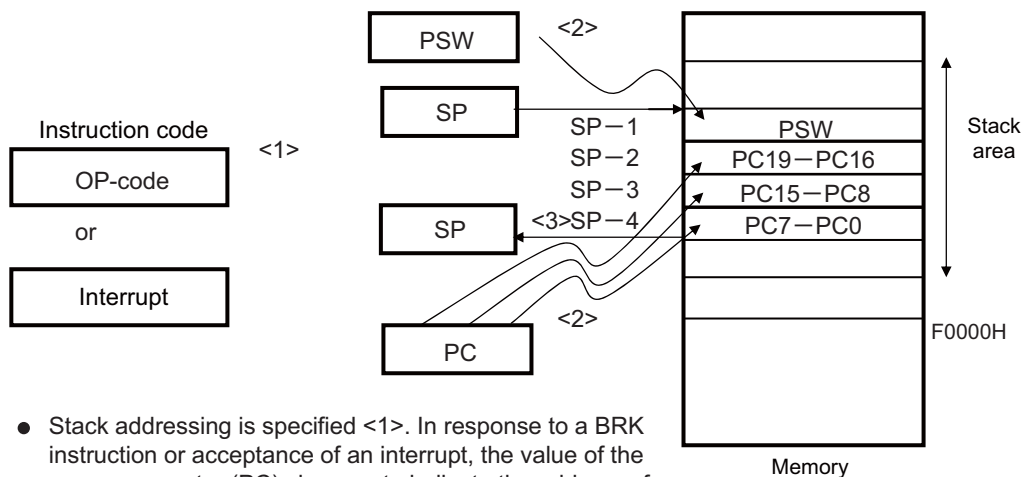 PSW
<2>
SP
SP－1
PSW
Stack
area
Instruction code
<1>
SP－2
PC19－PC16
OP-code
SP－3
PC15－PC8
or
SP
<3>SP－4
PC7－PC0
Interrupt
<2>
F0000H
PC
● Stack addressing is specified <1>. In response to a BRK
instruction or acceptance of an interrupt, the value of the
Memory